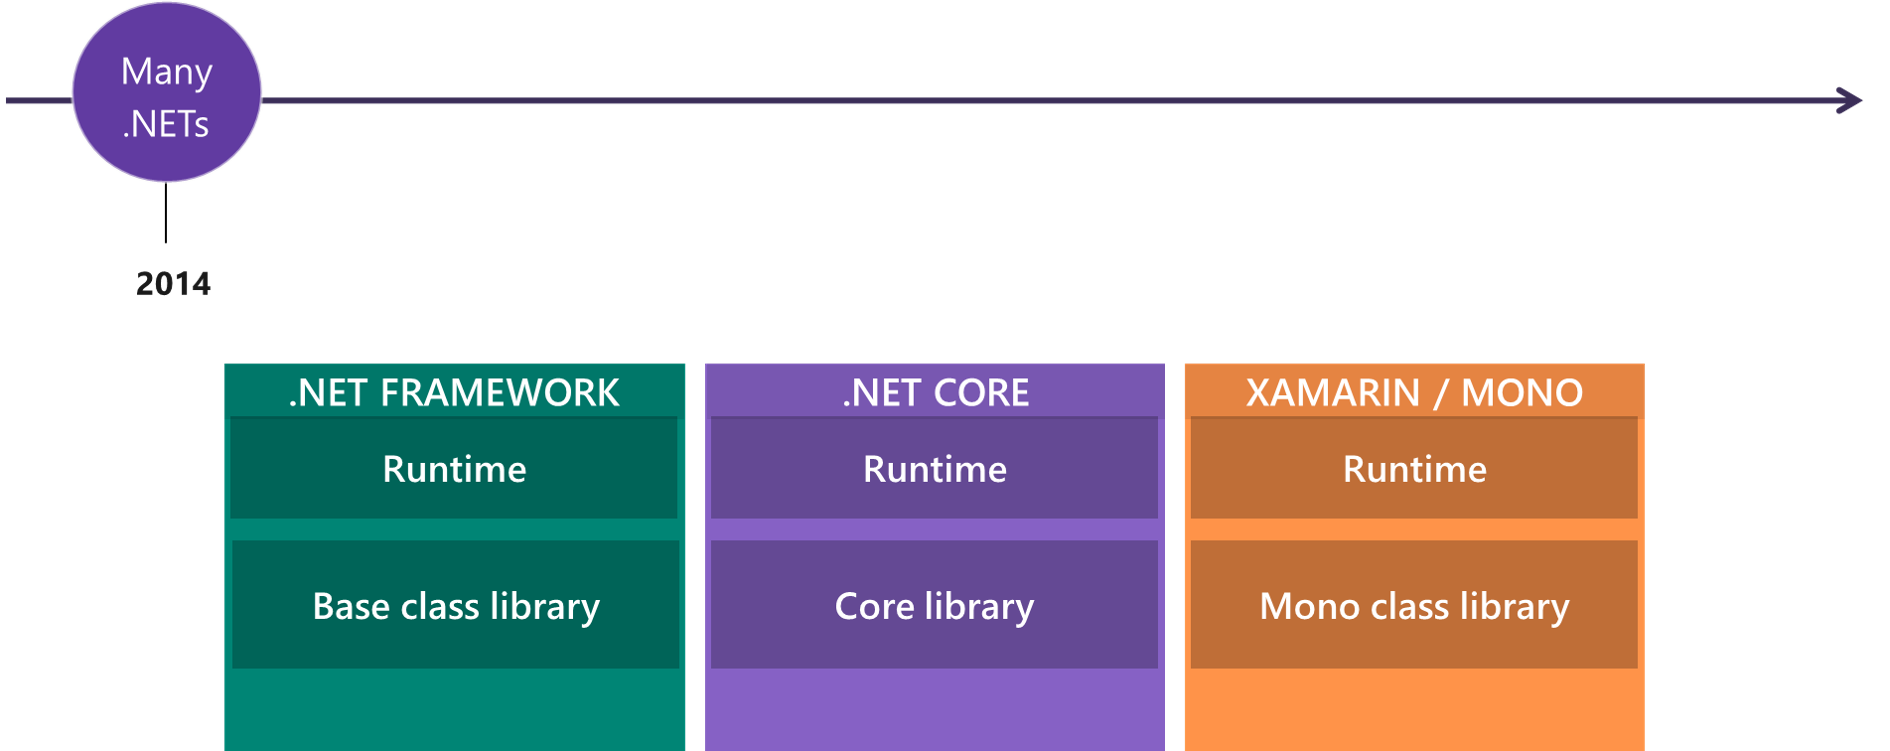 Many
.NETs
2014
.NET FRAMEWORK
Runtime
Base class library
.NET CORE
Runtime
Core library
XAMARIN / MONO
Runtime
Mono class library